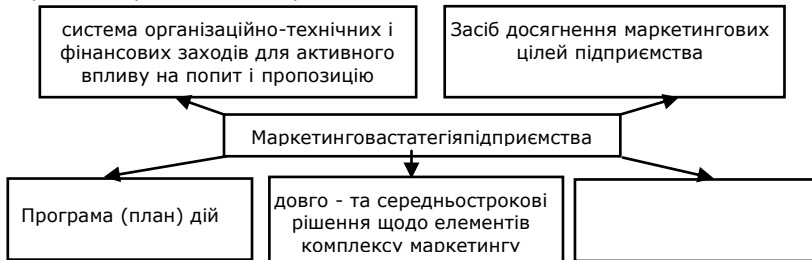 система організаційно-технічних і
фінансових заходів для активного
впливу на попит і пропозицію
Засіб досягнення маркетингових
цілей підприємства
Маркетинговастатегіяпідприємства
Програма (план) дій
довго - та середньострокові
рішення щодо елементів
комплексу маркетингу